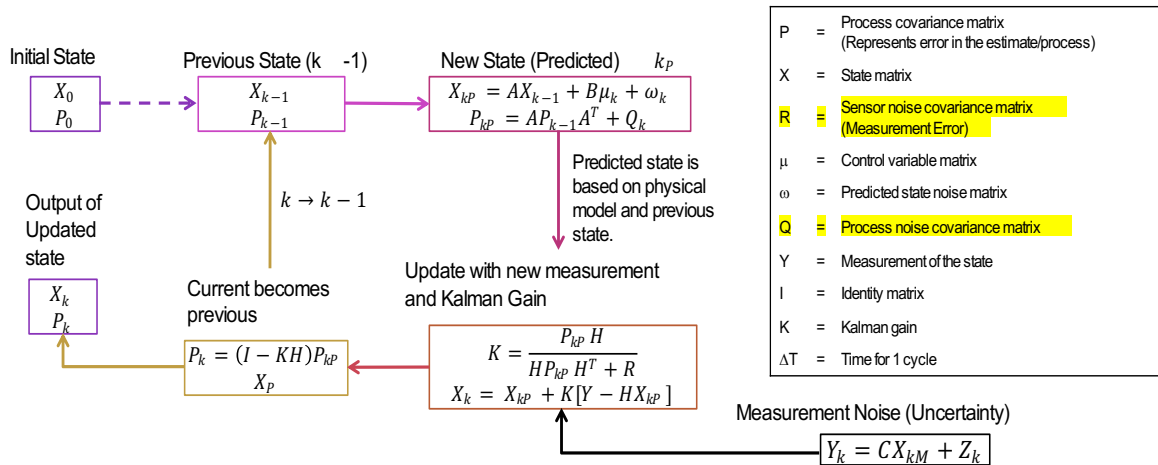 Initial State
X_0
P_0
Previous State (k -1)
X_{k-1}
P_{k-1}
New State (Predicted) k_P
X_{kP} = AX_{k-1} + Bμ_k + ω_k
P_{kP} = AP_{k-1}A^T + Q_k
Predicted state is
based on physical
model and previous
state.
k → k − 1
Output of
Updated
state
X_k
P_k
Current becomes
previous
P_k = (I − KH)P_{kP}
X_P
Update with new measurement
and Kalman Gain
K = \frac{P_{kP} H}{HP_{kP} H^T + R}
X_k = X_{kP} + K[Y − HX_{kP}]
Measurement Noise (Uncertainty)
Y_k = CX_{kM} + Z_k
P = Process covariance matrix
(Represents error in the estimate/process)
X = State matrix
R = Sensor noise covariance matrix
(Measurement Error)
μ = Control variable matrix
ω = Predicted state noise matrix
Q = Process noise covariance matrix
Y = Measurement of the state
I = Identity matrix
K = Kalman gain
ΔT = Time for 1 cycle